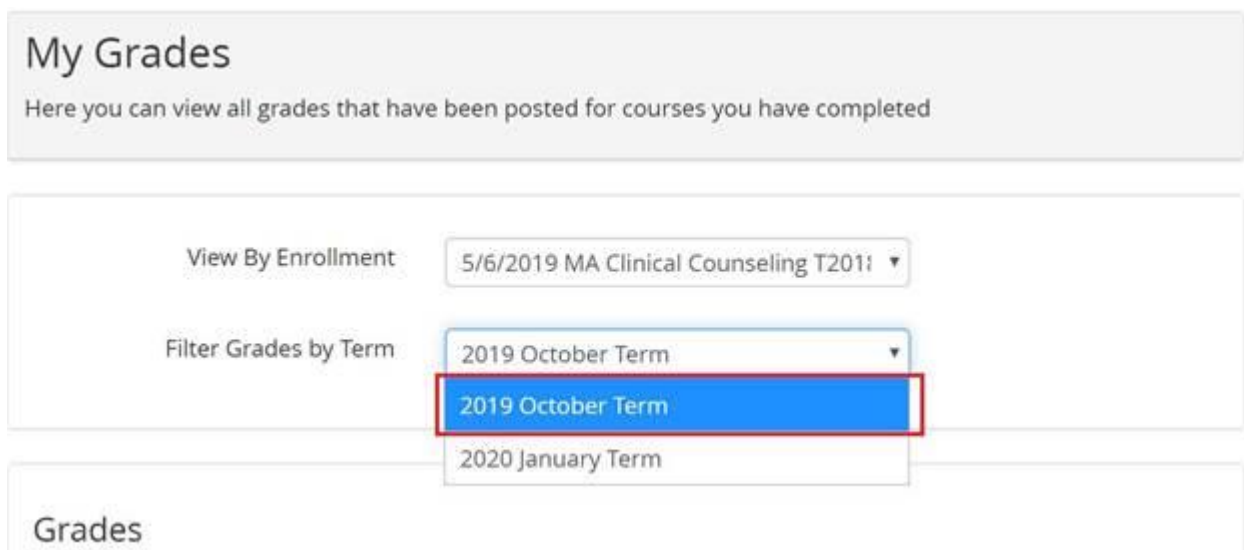 My Grades
Here you can view all grades that have been posted for courses you have completed
View By Enrollment
5/6/2019 MA Clinical Counseling
Filter Grades by Term
2019 October Term
2019 October Term
2020 January Term
Grades